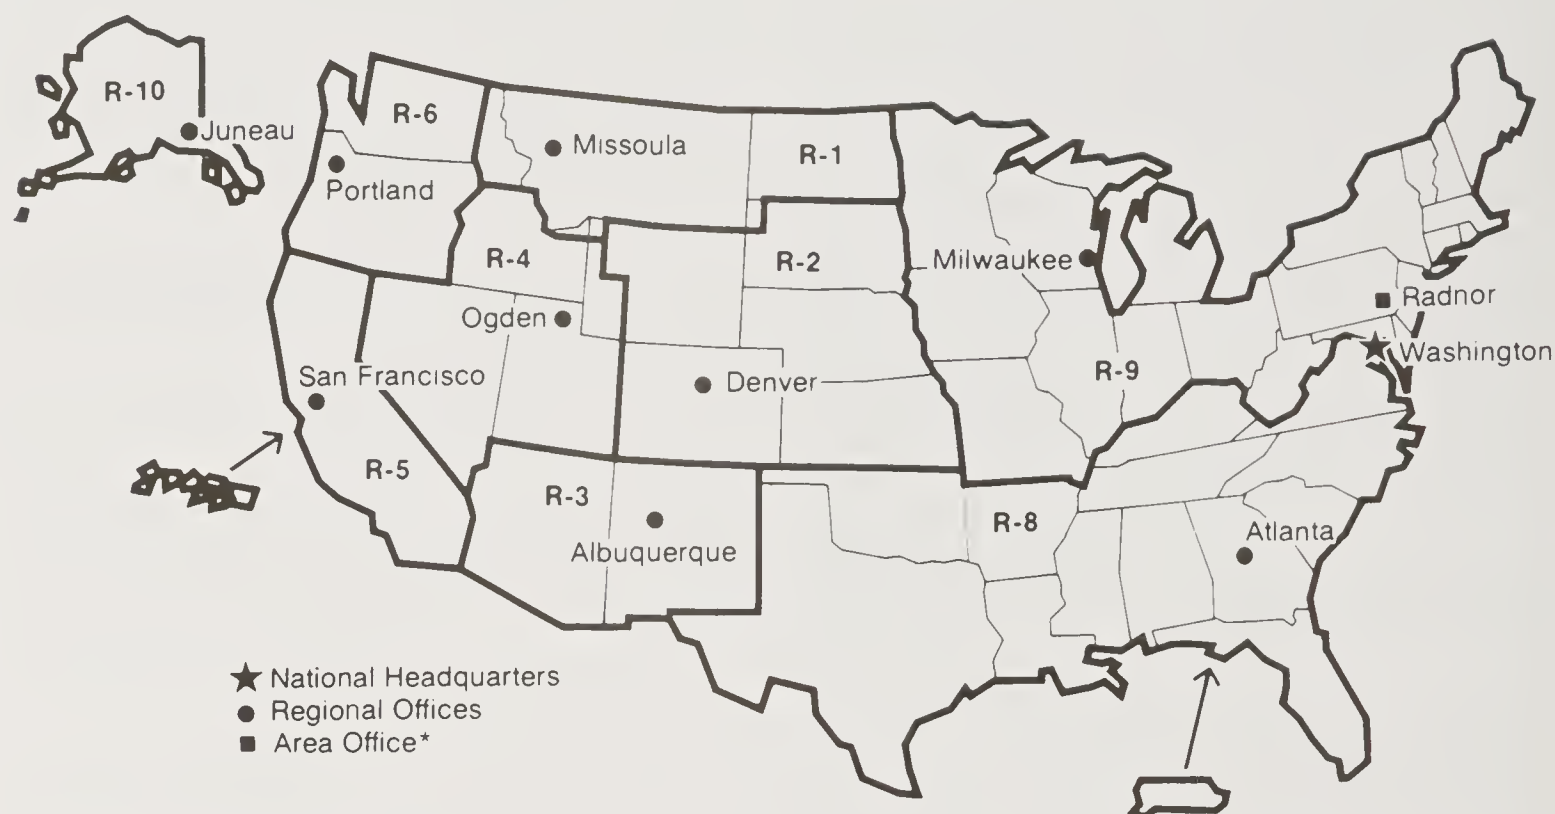 R-10
Juneau
R-6
Portland
Missoula
R-1
R-4
R-2
Milwaukee
Ogden
Radnor
Washington
San Francisco
Denver
R-9
R-5
R-3
R-8
Albuquerque
Atlanta
National Headquarters
Regional Offices
Area Office*